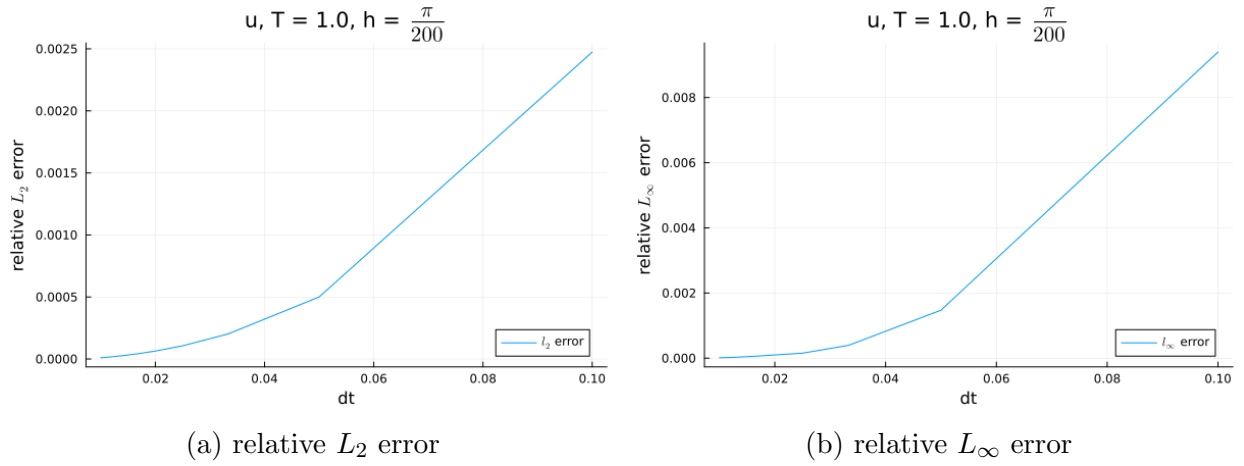 u, T = 1.0, h = π/200
relative L₂ error
0.0025
0.0020
0.0015
0.0010
0.0005
0.0000
0.02 0.04 0.06 0.08 0.10
dt
l₂ error
(a) relative L₂ error
u, T = 1.0, h = π/200
relative L∞ error
0.008
0.006
0.004
0.002
0.000
0.02 0.04 0.06 0.08 0.10
dt
l∞ error
(b) relative L∞ error